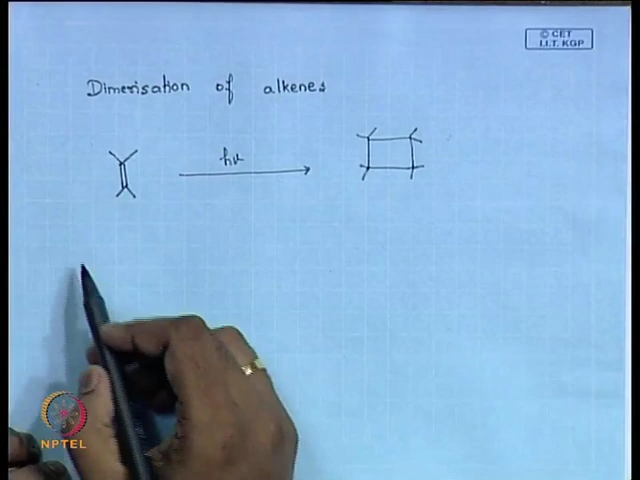 © CET
I.I.T. KGP
Dimerisation of alkenes
hν
NPTEL